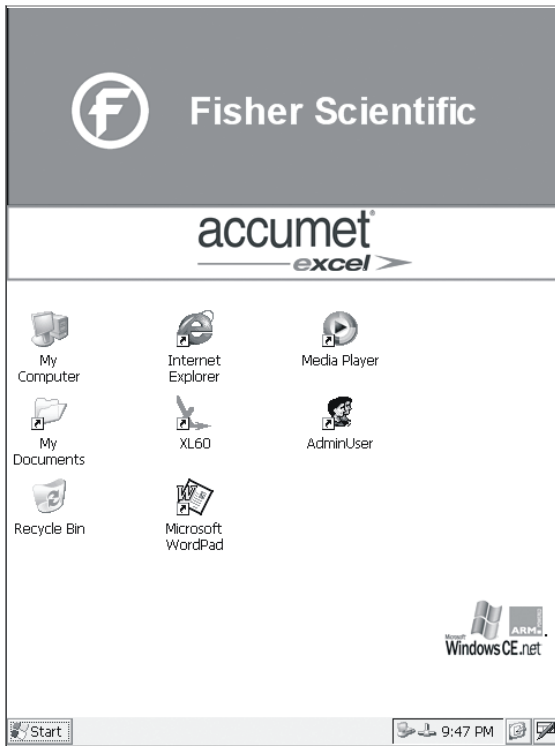 Fisher Scientific
accumet®
excel
My
Computer
Internet
Explorer
Media Player
My
Documents
XL60
AdminUser
Recycle Bin
Microsoft
WordPad
Microsoft
Windows CE.net
ARM
Start
9:47 PM